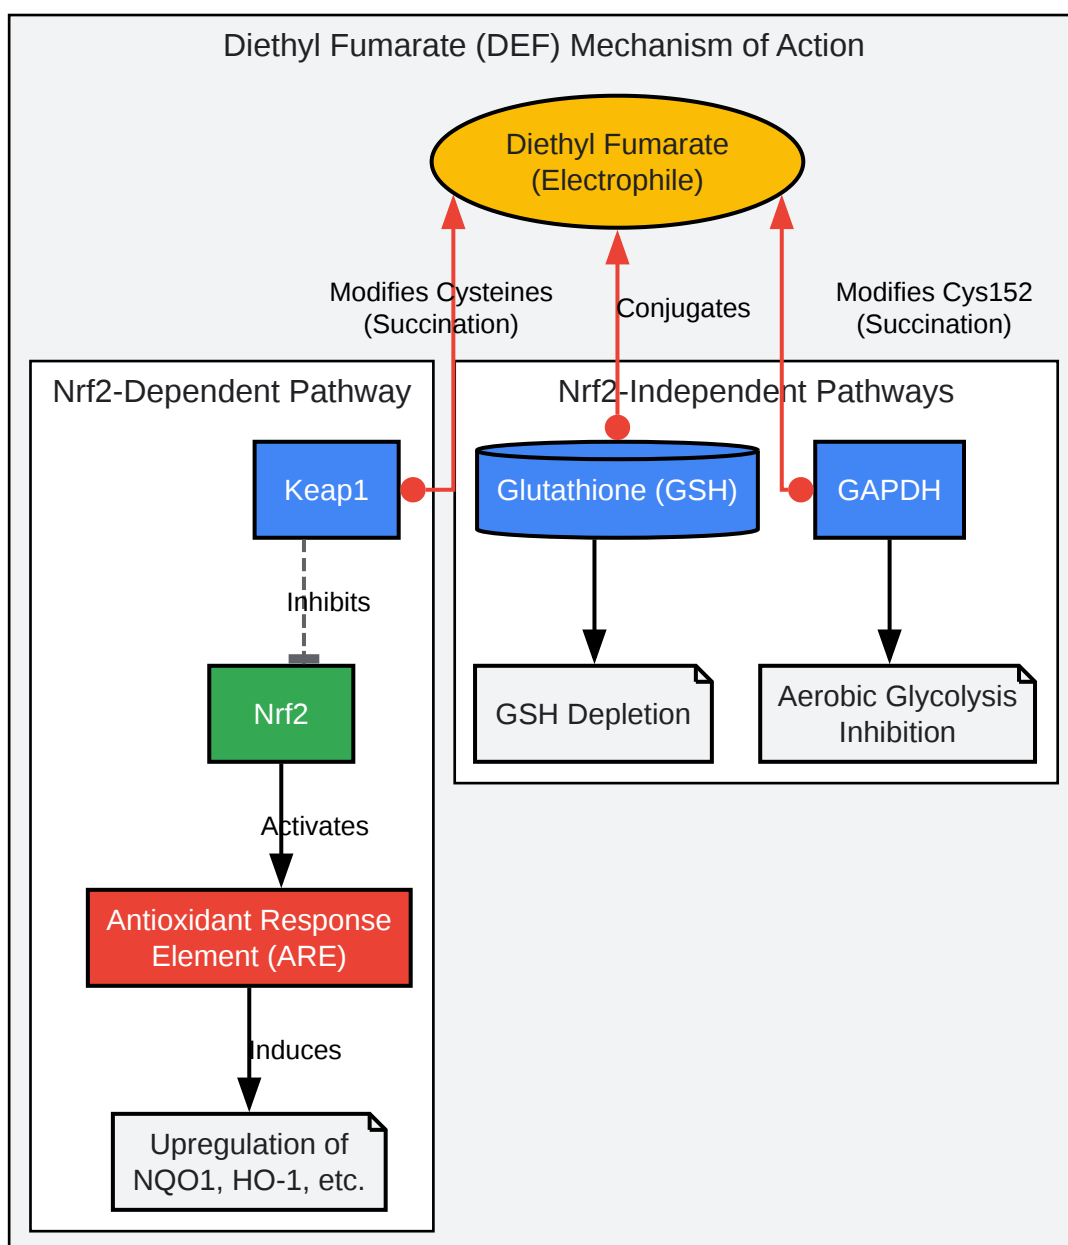 Diethyl Fumarate (DEF) Mechanism of Action
Diethyl Fumarate
(Electrophile)
Modifies Cysteines
(Succination)
Conjugates
Modifies Cys152
(Succination)
Nrf2-Dependent Pathway
Nrf2-Independent Pathways
Keap1
Glutathione (GSH)
GAPDH
Inhibits
Nrf2
GSH Depletion
Aerobic Glycolysis
Inhibition
Activates
Antioxidant Response
Element (ARE)
Induces
Upregulation of
NQO1, HO-1, etc.